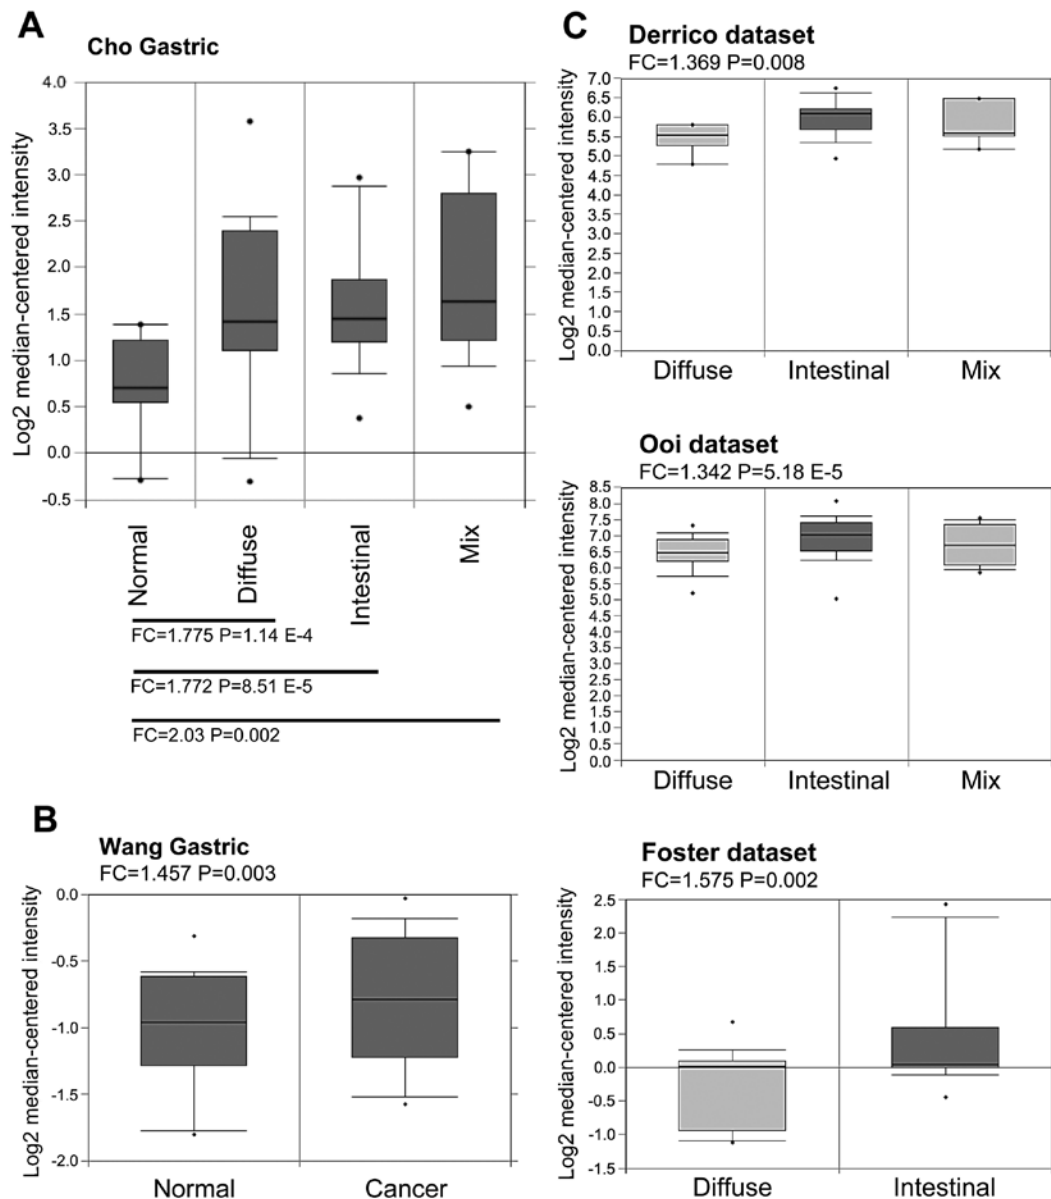 A
Cho Gastric
Log2 median-centered intensity
4.0
3.5
3.0
2.5
2.0
1.5
1.0
0.5
0.0
-0.5
Normal
Diffuse
Intestinal
Mix
FC=1.775 P=1.14 E-4
FC=1.772 P=8.51 E-5
FC=2.03 P=0.002
B
Wang Gastric
FC=1.457 P=0.003
Log2 median-centered intensity
0.0
-0.5
-1.0
-1.5
-2.0
Normal
Cancer
C
Derrico dataset
FC=1.369 P=0.008
Log2 median-centered intensity
7.0
6.5
6.0
5.5
5.0
4.5
4.0
3.5
3.0
2.5
2.0
1.5
1.0
0.5
0.0
Diffuse
Intestinal
Mix
Ooi dataset
FC=1.342 P=5.18 E-5
Log2 median-centered intensity
8.5
7.5
7.0
6.5
6.0
5.5
5.0
4.5
4.0
3.5
3.0
2.5
2.0
1.5
1.0
0.5
0.0
Diffuse
Intestinal
Mix
Foster dataset
FC=1.575 P=0.002
Log2 median-centered intensity
2.5
2.0
1.5
1.0
0.5
0.0
-0.5
-1.0
-1.5
Diffuse
Intestinal